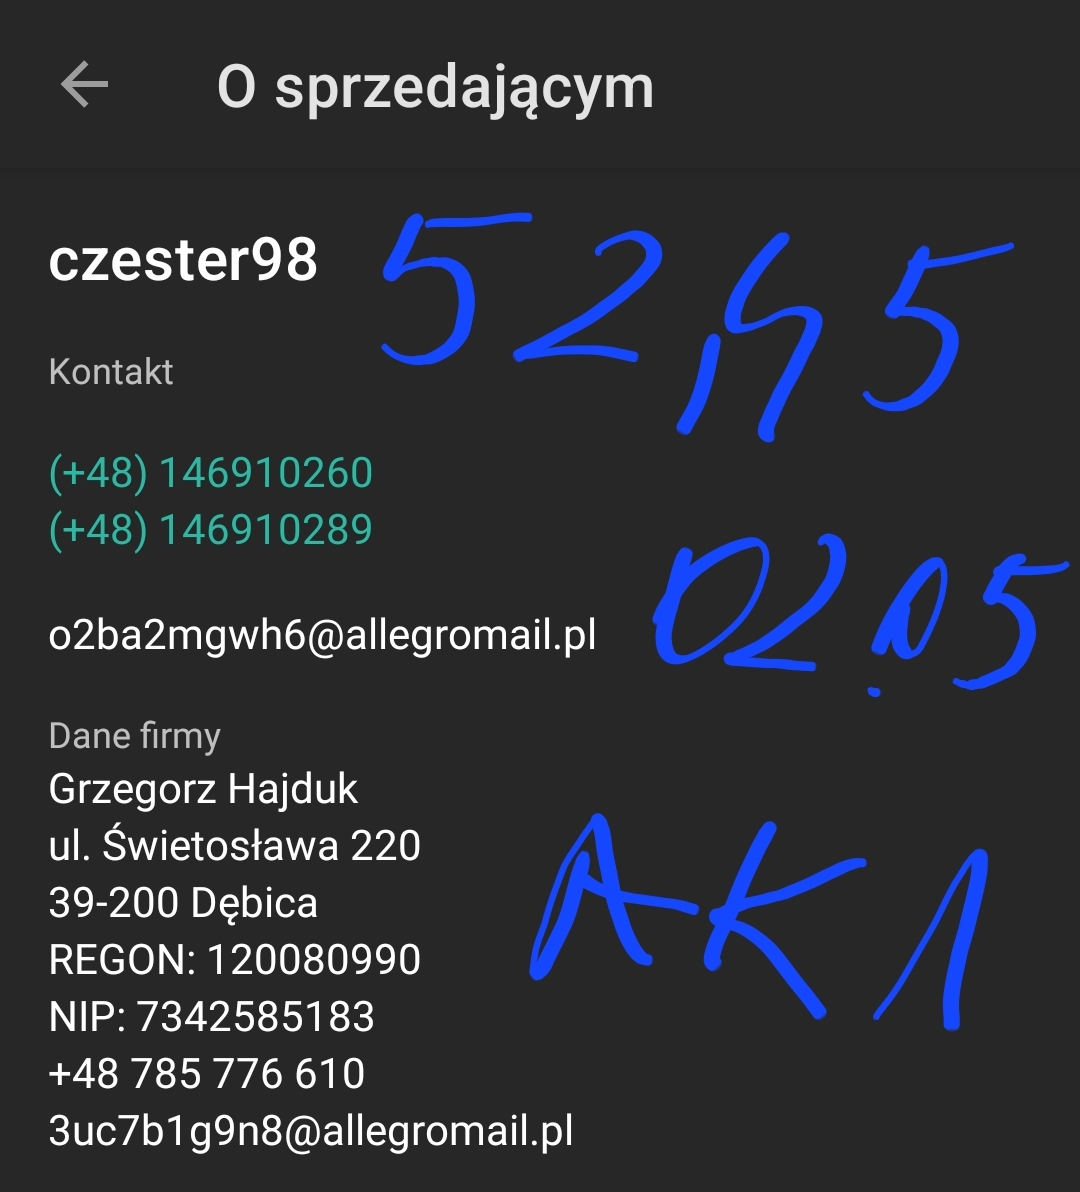 O sprzedającym
czester98
52,45
Kontakt
(+48) 146910260
(+48) 146910289
02.05
o2ba2mgwh6@allegromail.pl
Dane firmy
Grzegorz Hajduk
ul. Świetosława 220
39-200 Dębica
AK1
REGON: 120080990
NIP: 7342585183
+48 785 776 610
3uc7b1g9n8@allegromail.pl